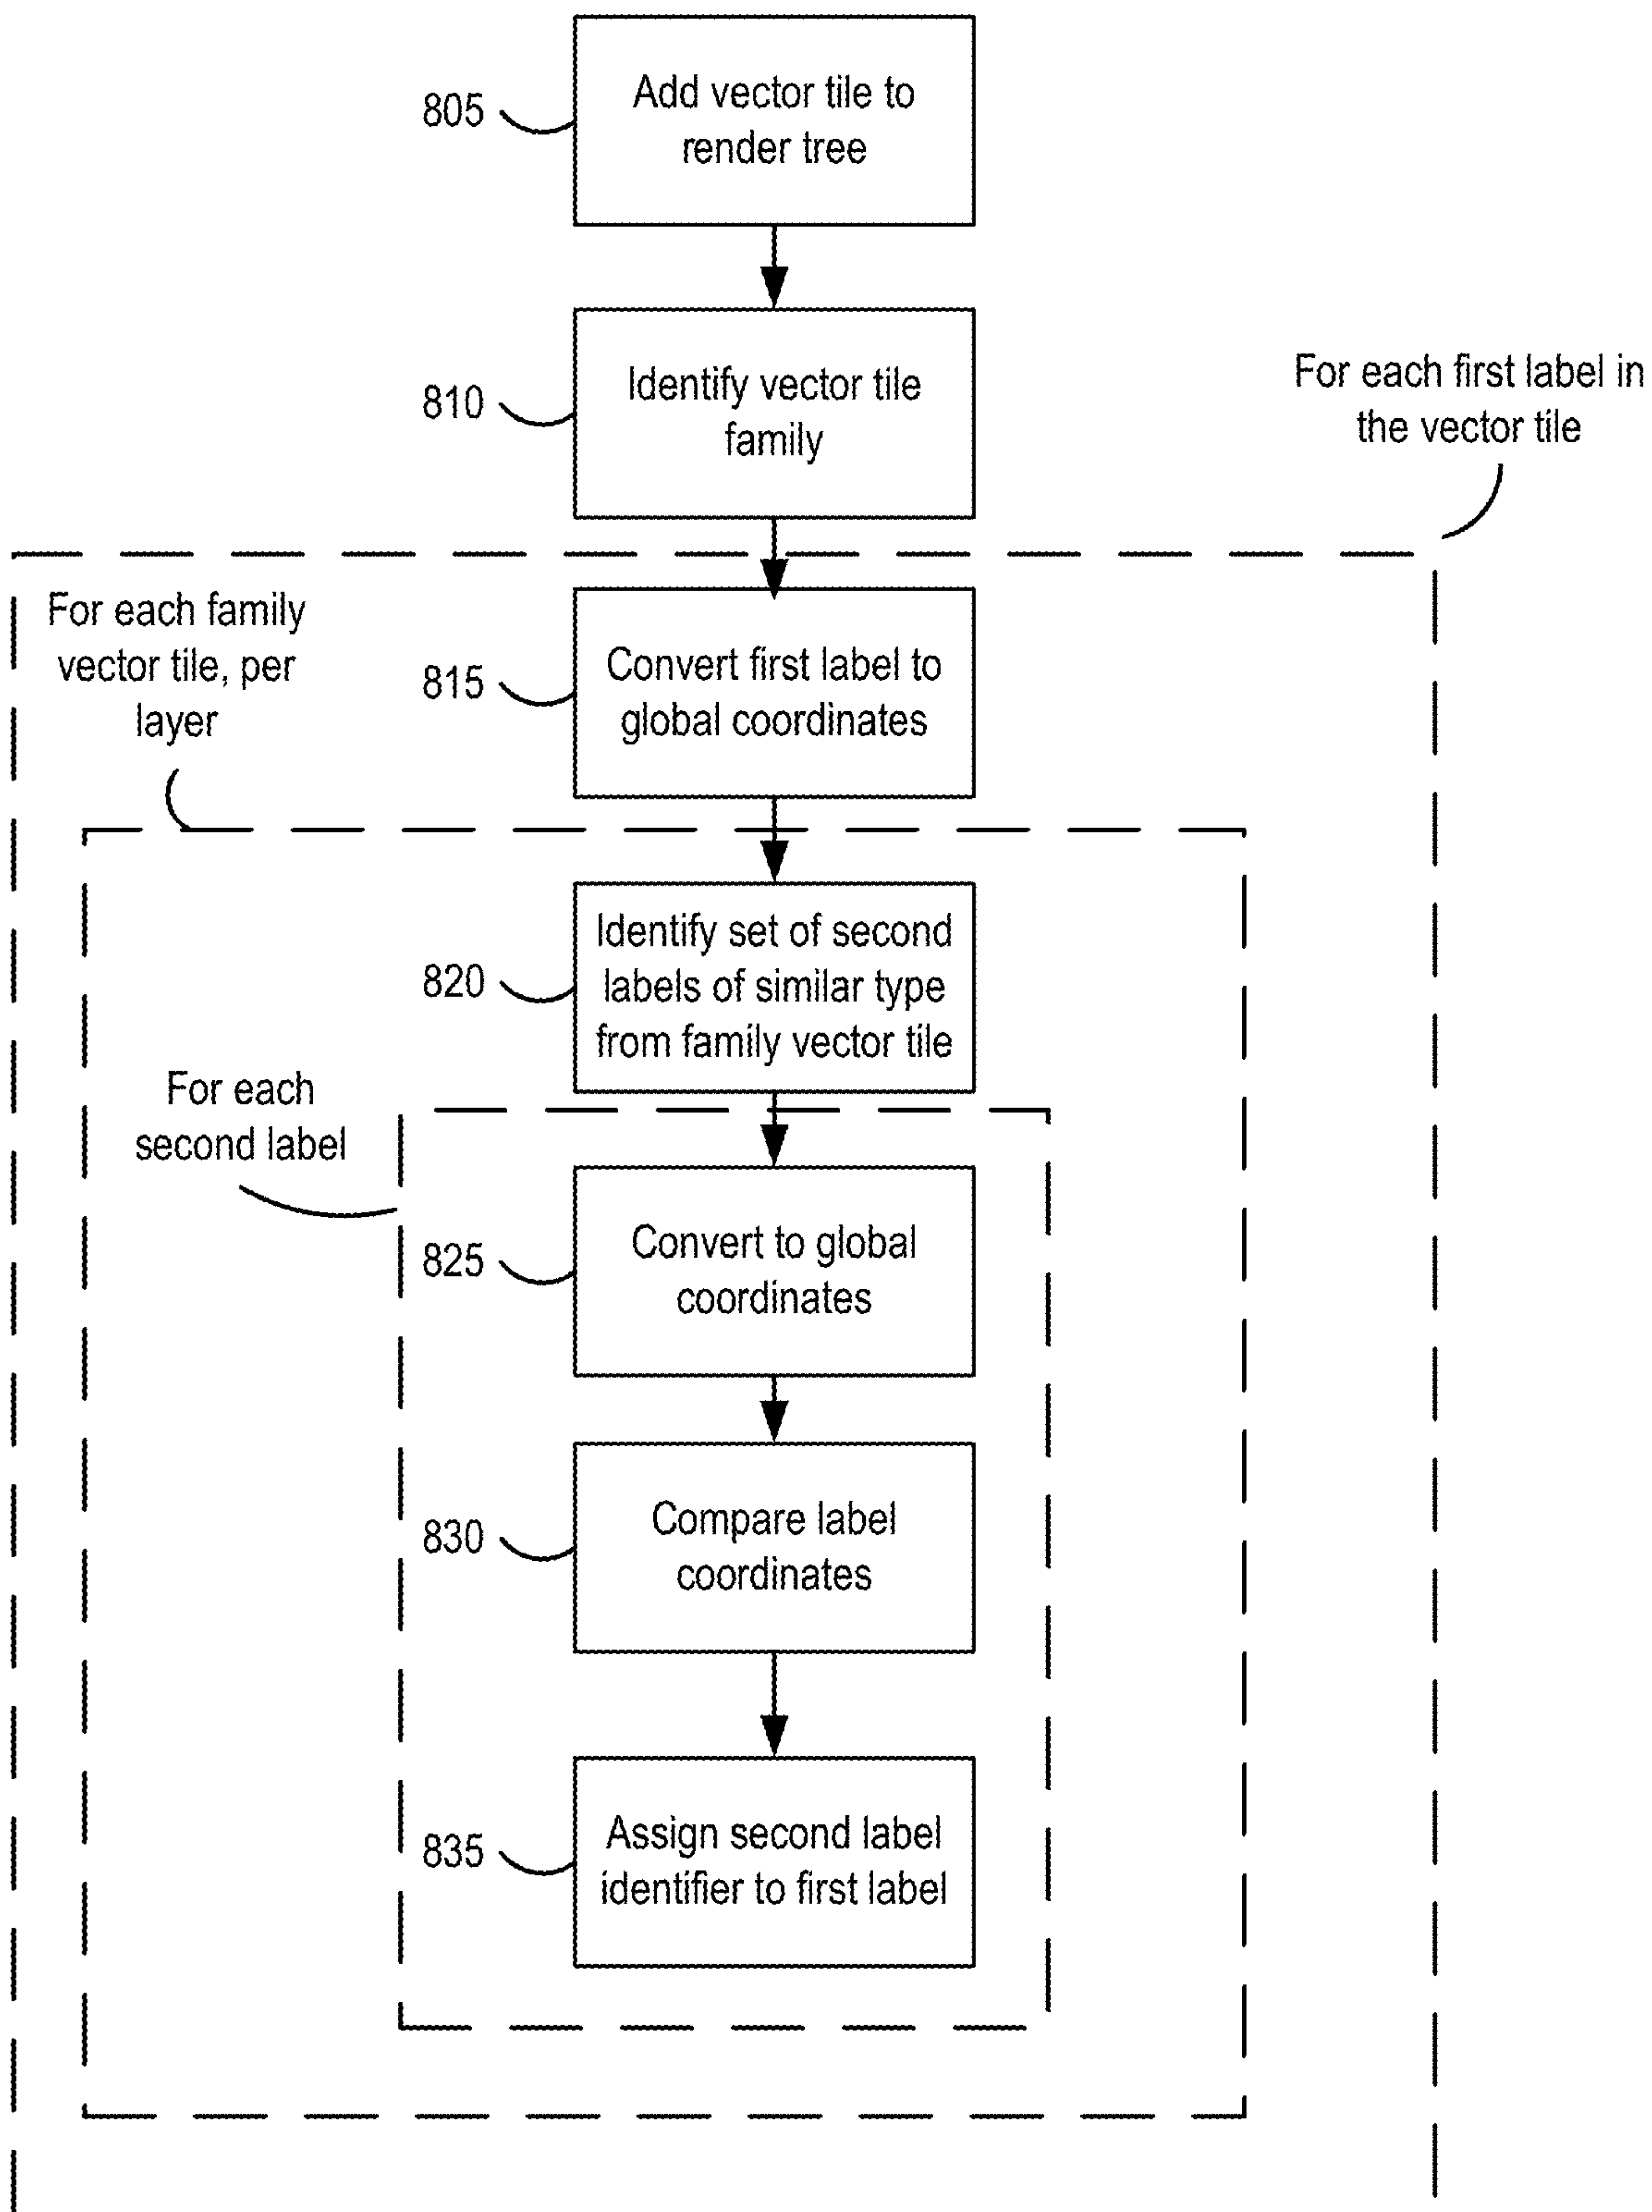 805
Add vector tile to
render tree
810
Identify vector tile
family
For each first label in
the vector tile
For each family
vector tile, per
layer
815
Convert first label to
global coordinates
820
Identify set of second
labels of similar type
from family vector tile
For each
second label
825
Convert to global
coordinates
830
Compare label
coordinates
835
Assign second label
identifier to first label